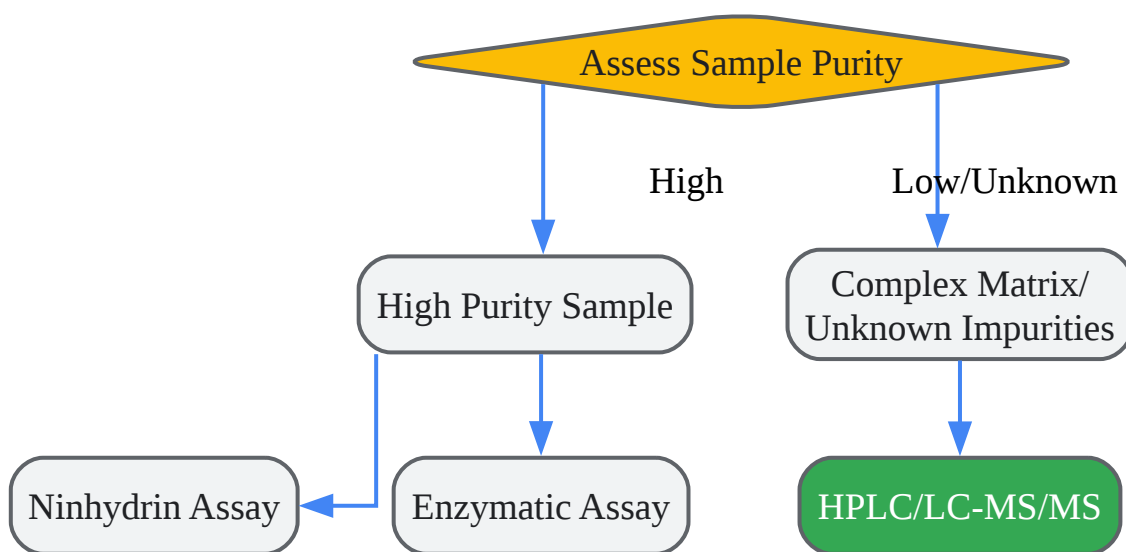 Assess Sample Purity
High
Low/Unknown
High Purity Sample
Complex Matrix/
Unknown Impurities
Ninhydrin Assay
Enzymatic Assay
HPLC/LC-MS/MS